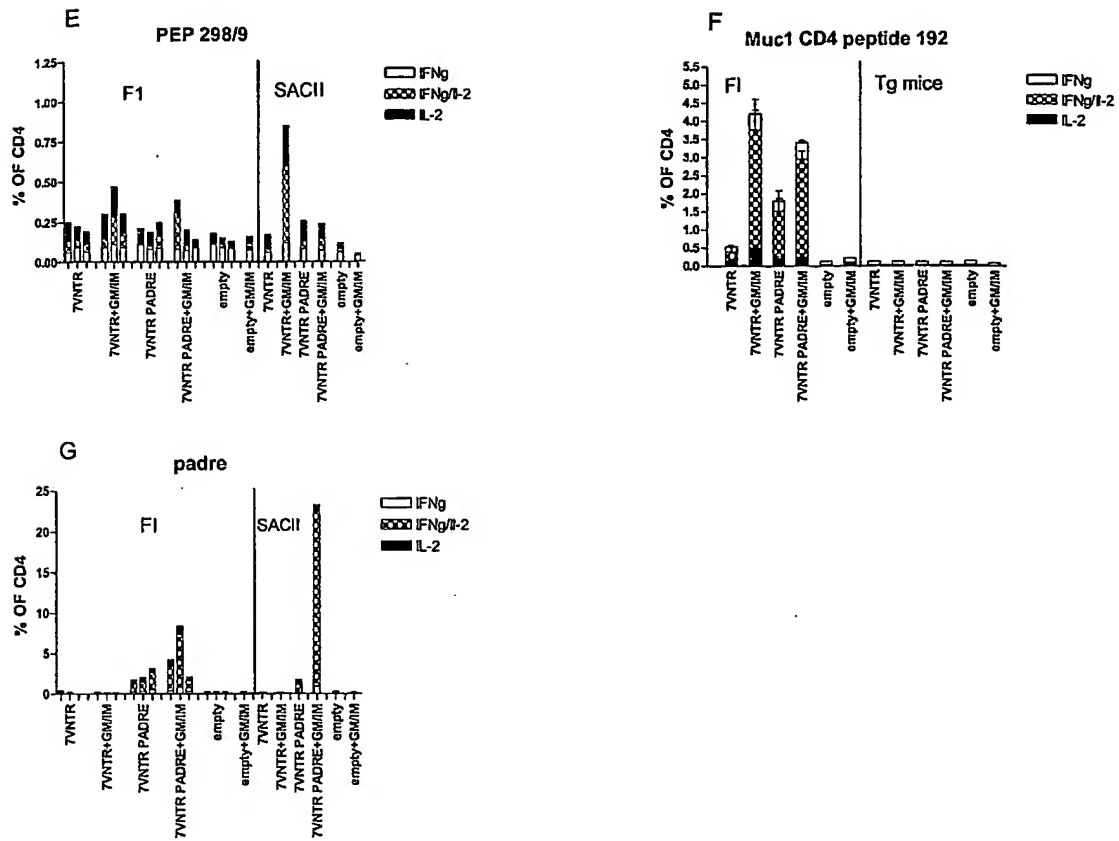 E
PEP 298/9
1.25
1.00
0.75
0.50
0.25
0.00
% OF CD4
F1
SACII
IFNg
IFNg/Il-2
IL-2
7VNTR
7VNTR+GM/IM
7VNTR PADRE
7VNTR PADRE+GM/IM
empty
empty+GM/IM
7VNTR
7VNTR+GM/IM
7VNTR PADRE
7VNTR PADRE+GM/IM
empty
empty+GM/IM
F
Muc1 CD4 peptide 192
5.5
5.0
4.5
4.0
3.5
3.0
2.5
2.0
1.5
1.0
0.5
0.0
% OF CD4
FI
Tg mice
IFNg
IFNg/Il-2
IL-2
7VNTR
7VNTR+GM/IM
7VNTR PADRE
7VNTR PADRE+GM/IM
empty
empty+GM/IM
7VNTR
7VNTR+GM/IM
7VNTR PADRE
7VNTR PADRE+GM/IM
empty
empty+GM/IM
G
padre
25
20
15
10
5
0
% OF CD4
FI
SACII
IFNg
IFNg/Il-2
IL-2
7VNTR
7VNTR+GM/IM
7VNTR PADRE
7VNTR PADRE+GM/IM
empty
empty+GM/IM
7VNTR
7VNTR+GM/IM
7VNTR PADRE
7VNTR PADRE+GM/IM
empty
empty+GM/IM